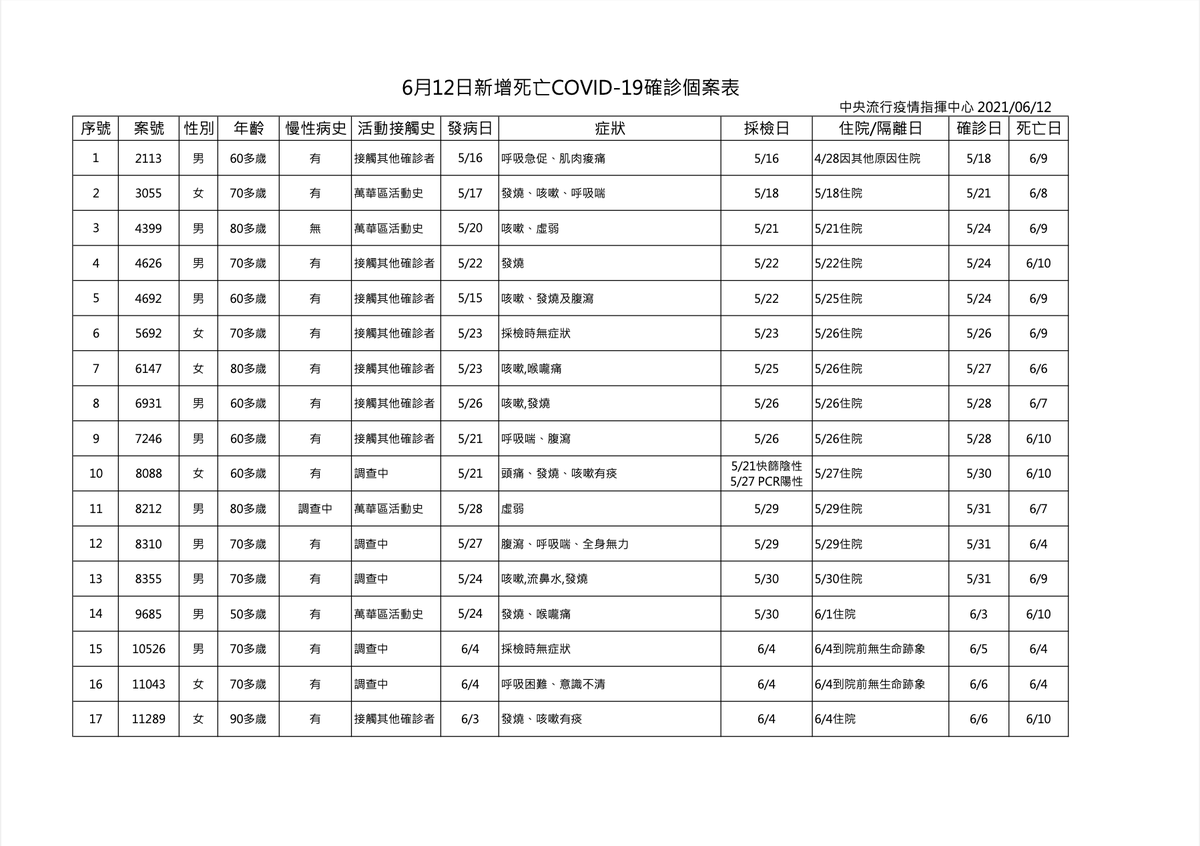 6月12日新增死亡COVID-19確診個案表
中央流行疫情指揮中心 2021/06/12
序號 案號 性別 年齡 慢性病史 活動接觸史 發病日 症狀 採檢日 住院/隔離日 確診日 死亡日
1 2113 男 60多歲 有 接觸其他確診者 5/16 呼吸急促、肌肉痠痛 5/16 4/28因其他原因住院 5/18 6/9
2 3055 女 70多歲 有 萬華區活動史 5/17 發燒、咳嗽、呼吸喘 5/18 5/18住院 5/21 6/8
3 4399 男 80多歲 無 萬華區活動史 5/20 咳嗽、虛弱 5/21 5/21住院 5/24 6/9
4 4626 男 70多歲 有 接觸其他確診者 5/22 發燒 5/22 5/22住院 5/24 6/10
5 4692 男 60多歲 有 接觸其他確診者 5/15 咳嗽、發燒及腹瀉 5/22 5/25住院 5/24 6/9
6 5692 女 70多歲 有 接觸其他確診者 5/23 採檢時無症狀 5/23 5/26住院 5/26 6/9
7 6147 女 80多歲 有 接觸其他確診者 5/23 咳嗽,喉嚨痛 5/25 5/26住院 5/27 6/6
8 6931 男 60多歲 有 接觸其他確診者 5/26 咳嗽,發燒 5/26 5/26住院 5/28 6/7
9 7246 男 60多歲 有 接觸其他確診者 5/21 呼吸喘、腹瀉 5/26 5/26住院 5/28 6/10
10 8088 女 60多歲 有 調查中 5/21 頭痛、發燒、咳嗽有痰 5/21快篩陰性 5/27 PCR陽性 5/27住院 5/30 6/10
11 8212 男 80多歲 調查中 萬華區活動史 5/28 虛弱 5/29 5/29住院 5/31 6/7
12 8310 男 70多歲 有 調查中 5/27 腹瀉、呼吸喘、全身無力 5/29 5/29住院 5/31 6/4
13 8355 男 70多歲 有 調查中 5/24 咳嗽,流鼻水,發燒 5/30 5/30住院 5/31 6/9
14 9685 男 50多歲 有 萬華區活動史 5/24 發燒、喉嚨痛 5/30 6/1住院 6/3 6/10
15 10526 男 70多歲 有 調查中 6/4 採檢時無症狀 6/4 6/4到院前無生命跡象 6/5 6/4
16 11043 女 70多歲 有 調查中 6/4 呼吸困難、意識不清 6/4 6/4到院前無生命跡象 6/6 6/4
17 11289 女 90多歲 有 接觸其他確診者 6/3 發燒、咳嗽有痰 6/4 6/4住院 6/6 6/10